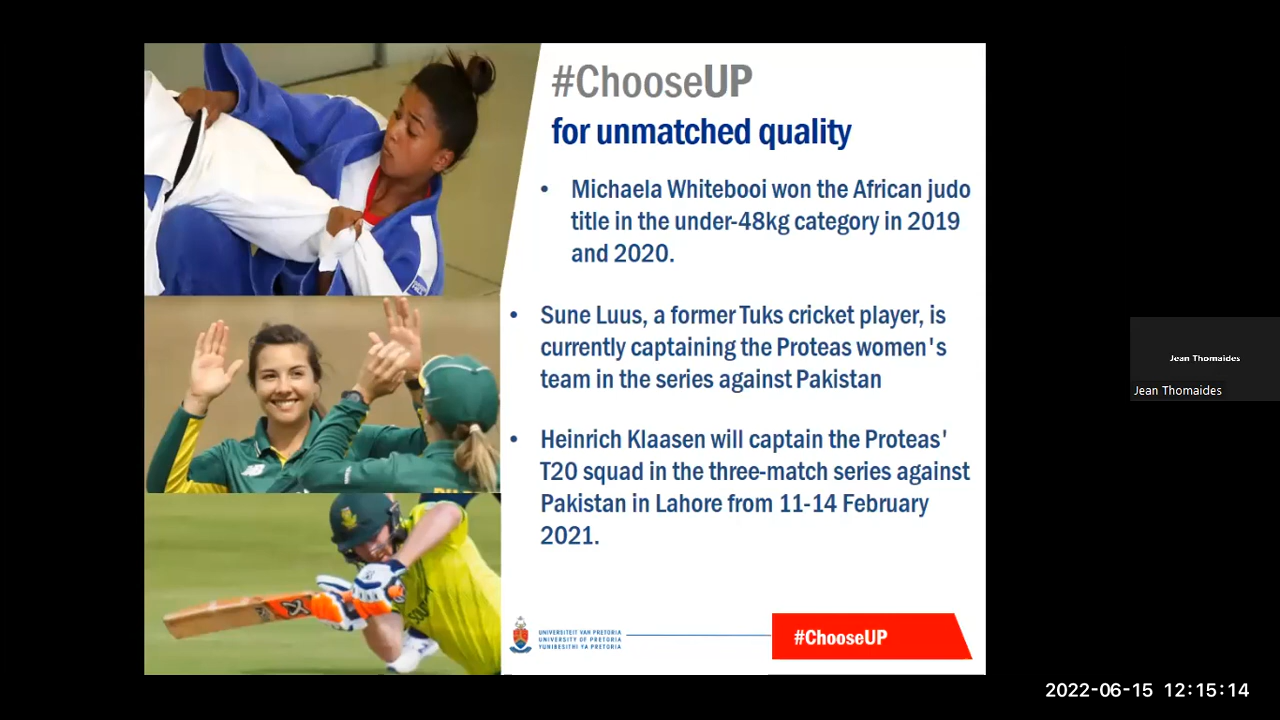 #ChooseUP
for unmatched quality
• Michaela Whitebooi won the African judo
title in the under-48kg category in 2019
and 2020.
• Sune Luus, a former Tuks cricket player, is
currently captaining the Proteas women's
team in the series against Pakistan
• Heinrich Klaasen will captain the Proteas'
T20 squad in the three-match series against
Pakistan in Lahore from 11-14 February
2021.
UNIVERSITEIT VAN PRETORIA
UNIVERSITY OF PRETORIA
YUNIBESITHI YA PRETORIA
#ChooseUP
Jean Thomaides
Jean Thomaides
2022-06-15 12:15:14